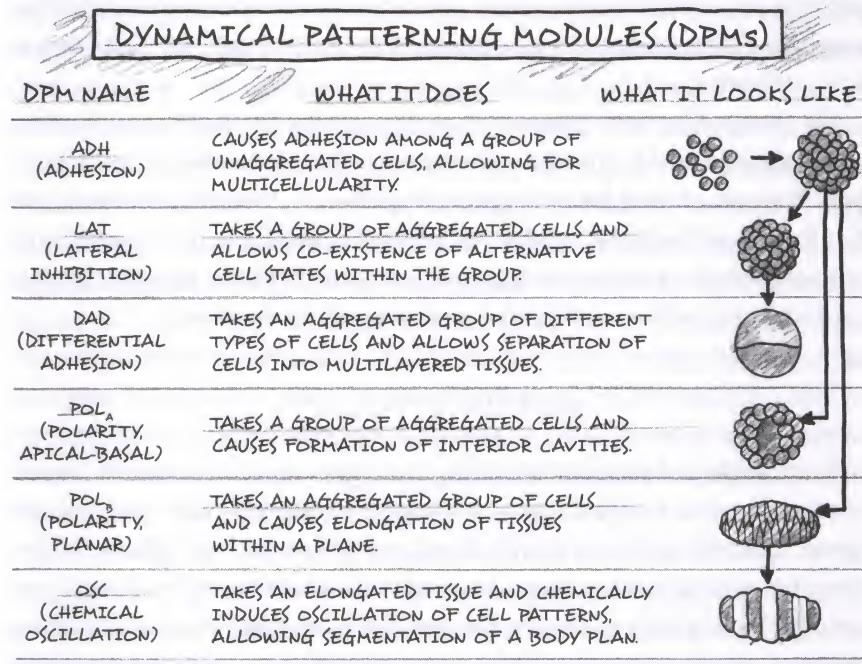 DYNAMICAL PATTERNING MODULES (DPMs)
DPM NAME
WHAT IT DOES
WHAT IT LOOKS LIKE
ADH
(ADHESION)
CAUSES ADHESION AMONG A GROUP OF
UNAGGREGATED CELLS, ALLOWING FOR
MULTICELLULARITY.
LAT
(LATERAL
INHIBITION)
TAKES A GROUP OF AGGREGATED CELLS AND
ALLOWS CO-EXISTENCE OF ALTERNATIVE
CELL STATES WITHIN THE GROUP.
DAD
(DIFFERENTIAL
ADHESION)
TAKES AN AGGREGATED GROUP OF DIFFERENT
TYPES OF CELLS AND ALLOWS SEPARATION OF
CELLS INTO MULTILAYERED TISSUES.
POL_A
(POLARITY,
APICAL-BASAL)
TAKES A GROUP OF AGGREGATED CELLS AND
CAUSES FORMATION OF INTERIOR CAVITIES.
POL_B
(POLARITY,
PLANAR)
TAKES AN AGGREGATED GROUP OF CELLS
AND CAUSES ELONGATION OF TISSUES
WITHIN A PLANE.
OSC
(CHEMICAL
OSCILLATION)
TAKES AN ELONGATED TISSUE AND CHEMICALLY
INDUCES OSCILLATION OF CELL PATTERNS,
ALLOWING SEGMENTATION OF A BODY PLAN.